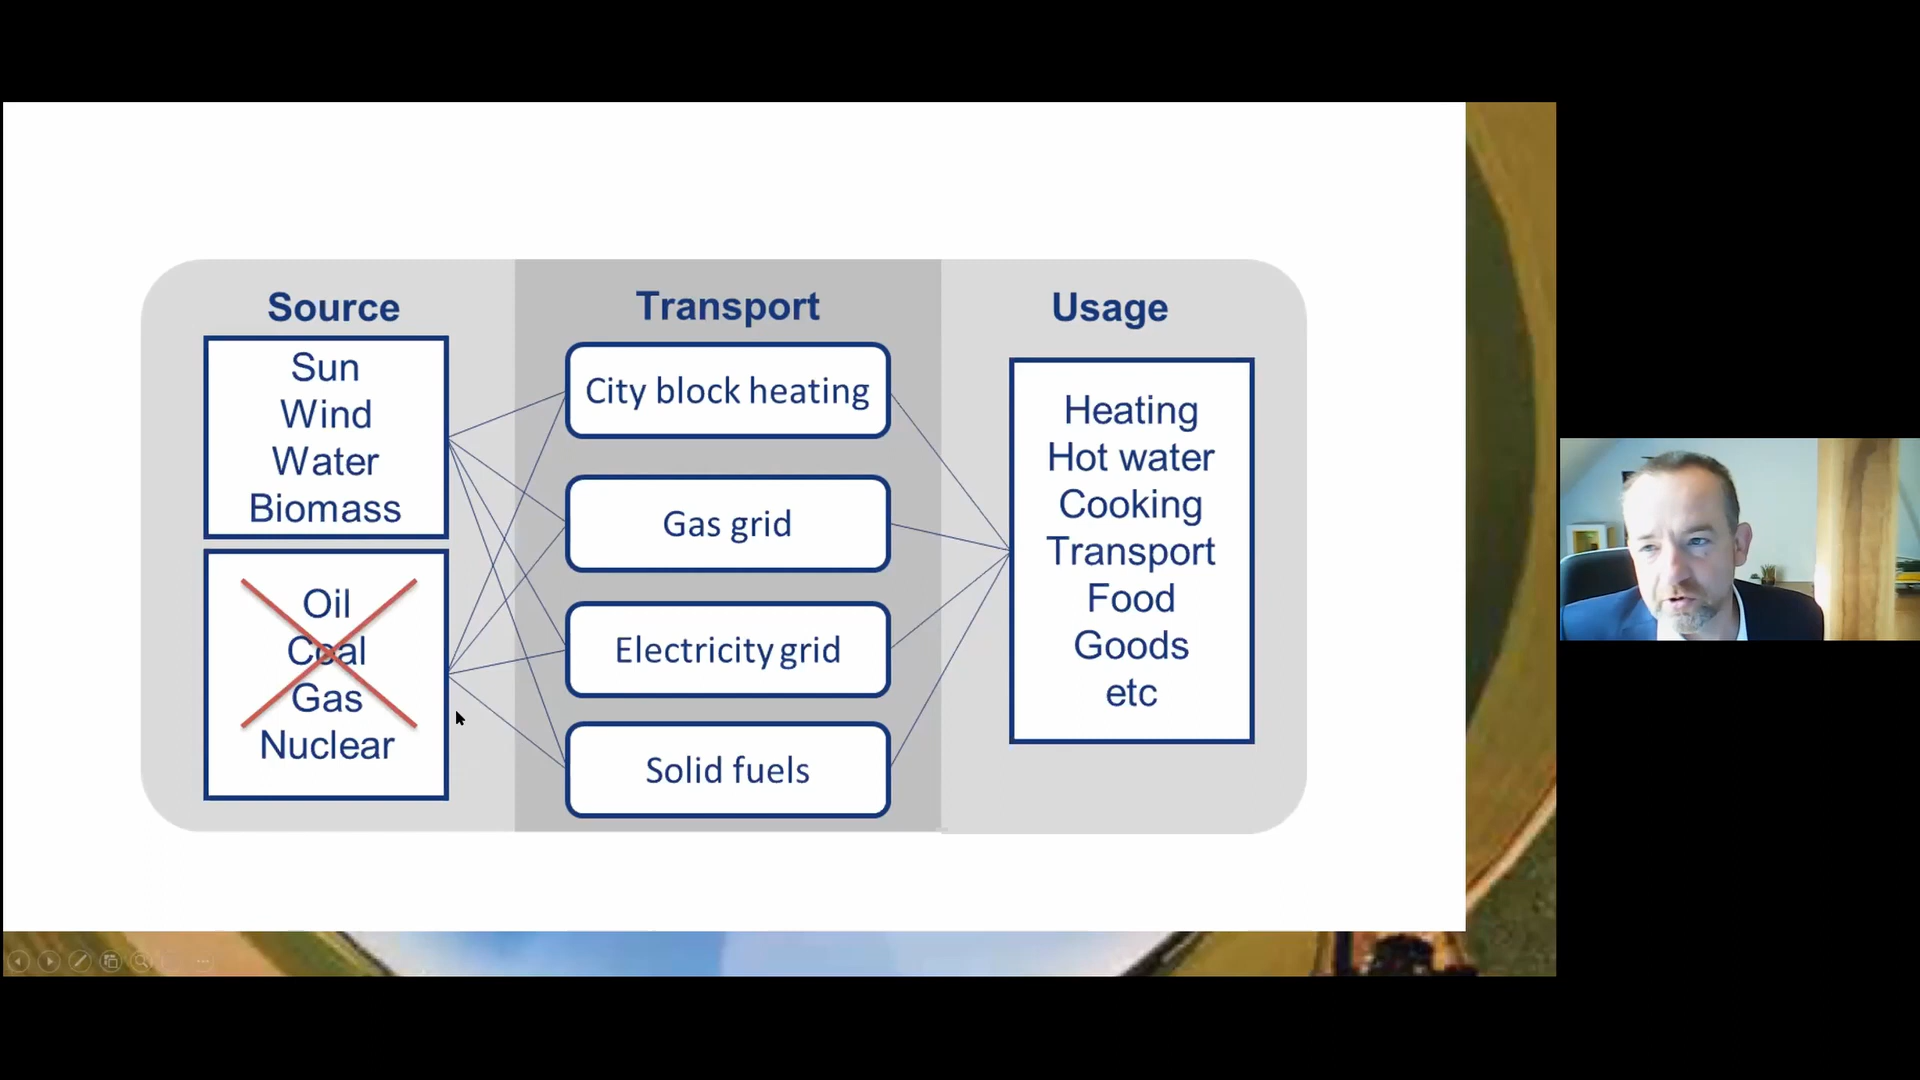 Source
Sun
Wind
Water
Biomass
Oil
Coal
Gas
Nuclear
Transport
City block heating
Gas grid
Electricity grid
Solid fuels
Usage
Heating
Hot water
Cooking
Transport
Food
Goods
etc